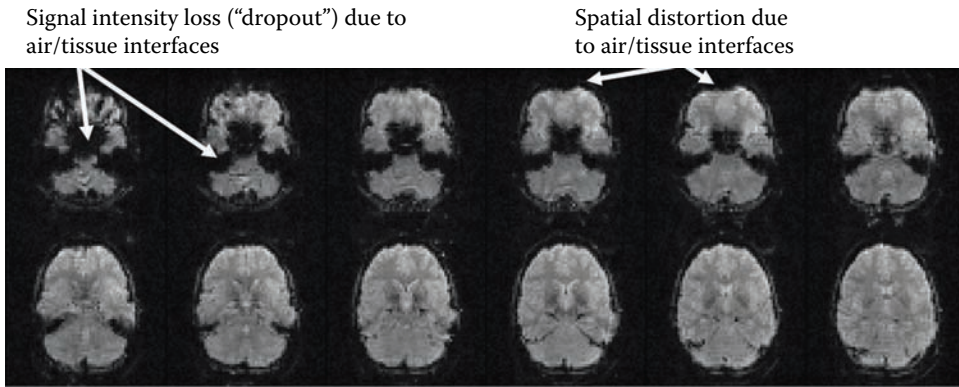 Signal intensity loss (“dropout”) due to
air/tissue interfaces
Spatial distortion due
to air/tissue interfaces